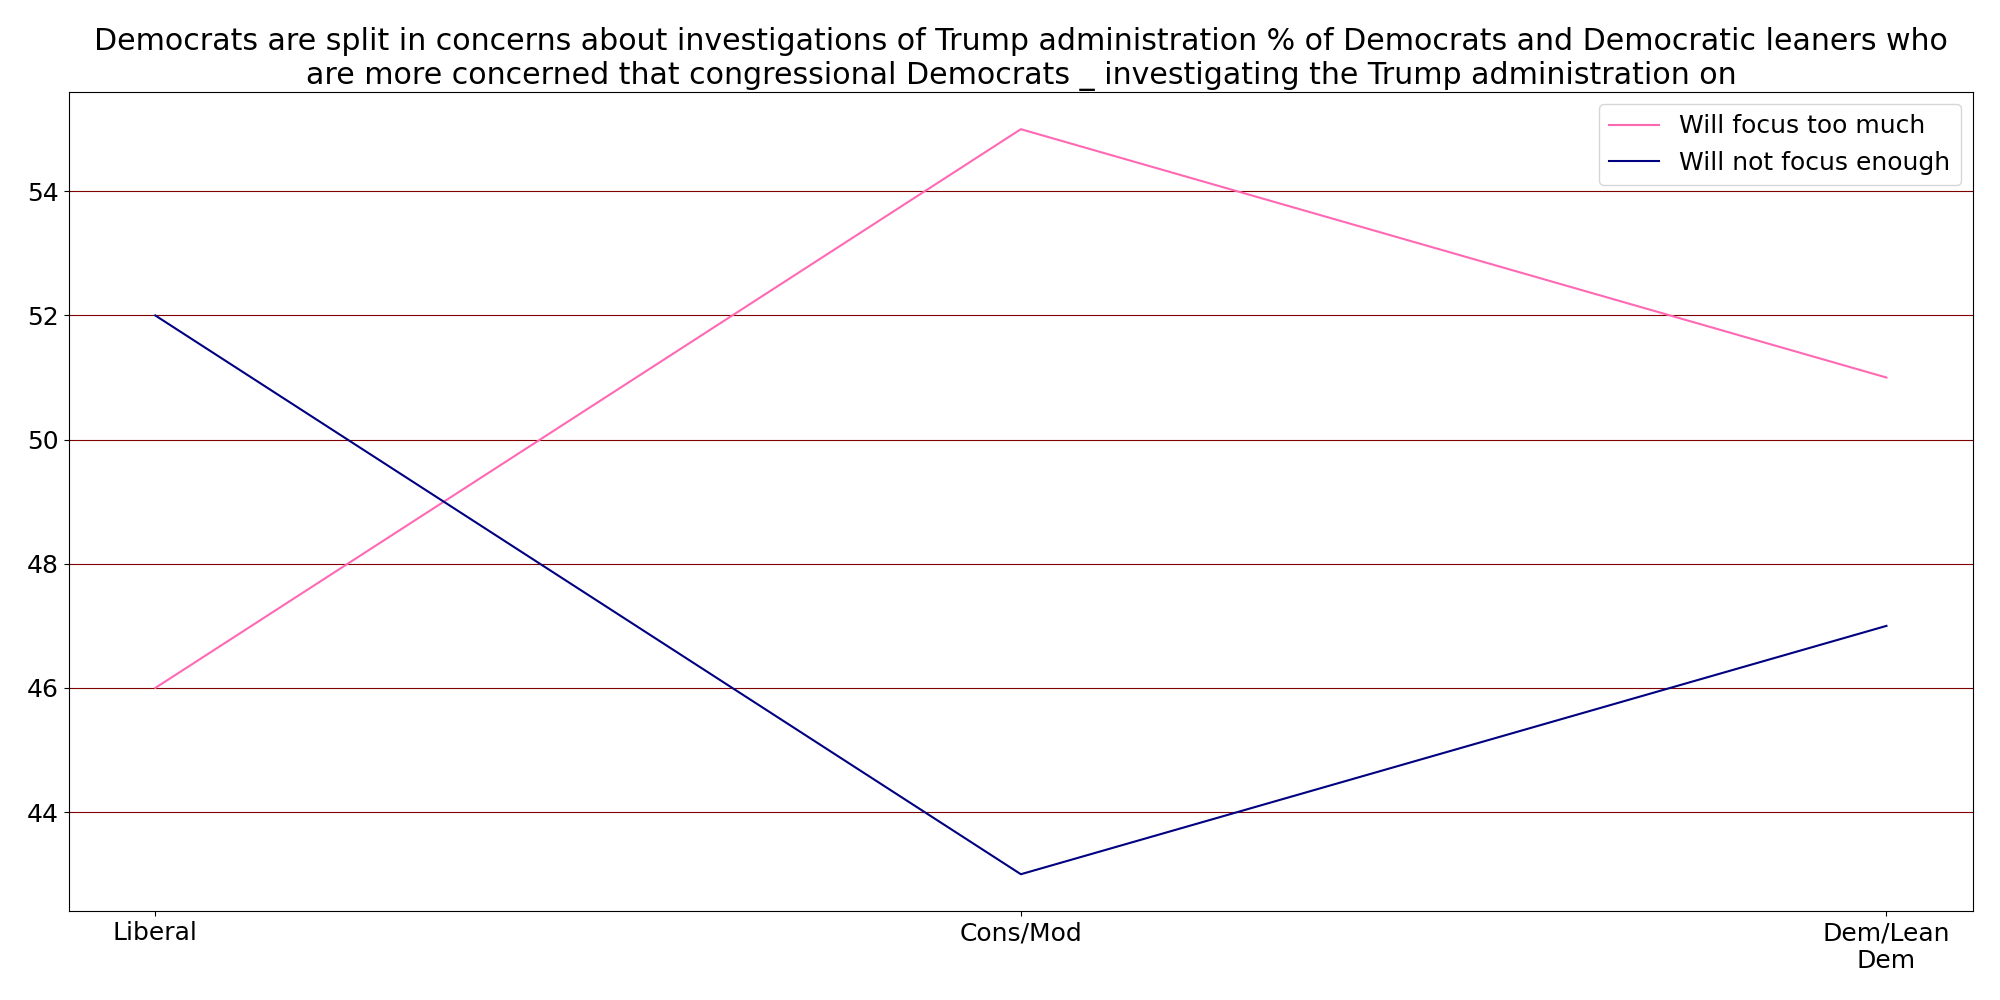 Democrats are split in concerns about investigations of Trump administration % of Democrats and Democratic leaners who
are more concerned that congressional Democrats _ investigating the Trump administration on
Will focus too much
Will not focus enough
54
52
50
48
46
44
Liberal
Cons/Mod
Dem/Lean
Dem